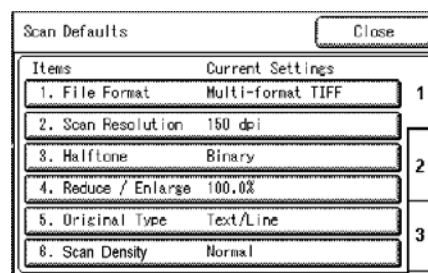 Scan Defaults Close
Items Current Settings
1. File Format Multi-format TIFF
2. Scan Resolution 150 dpi
3. Halftone Binary
4. Reduce / Enlarge 100.0%
5. Original Type Text/Line
6. Scan Density Normal
1
2
3